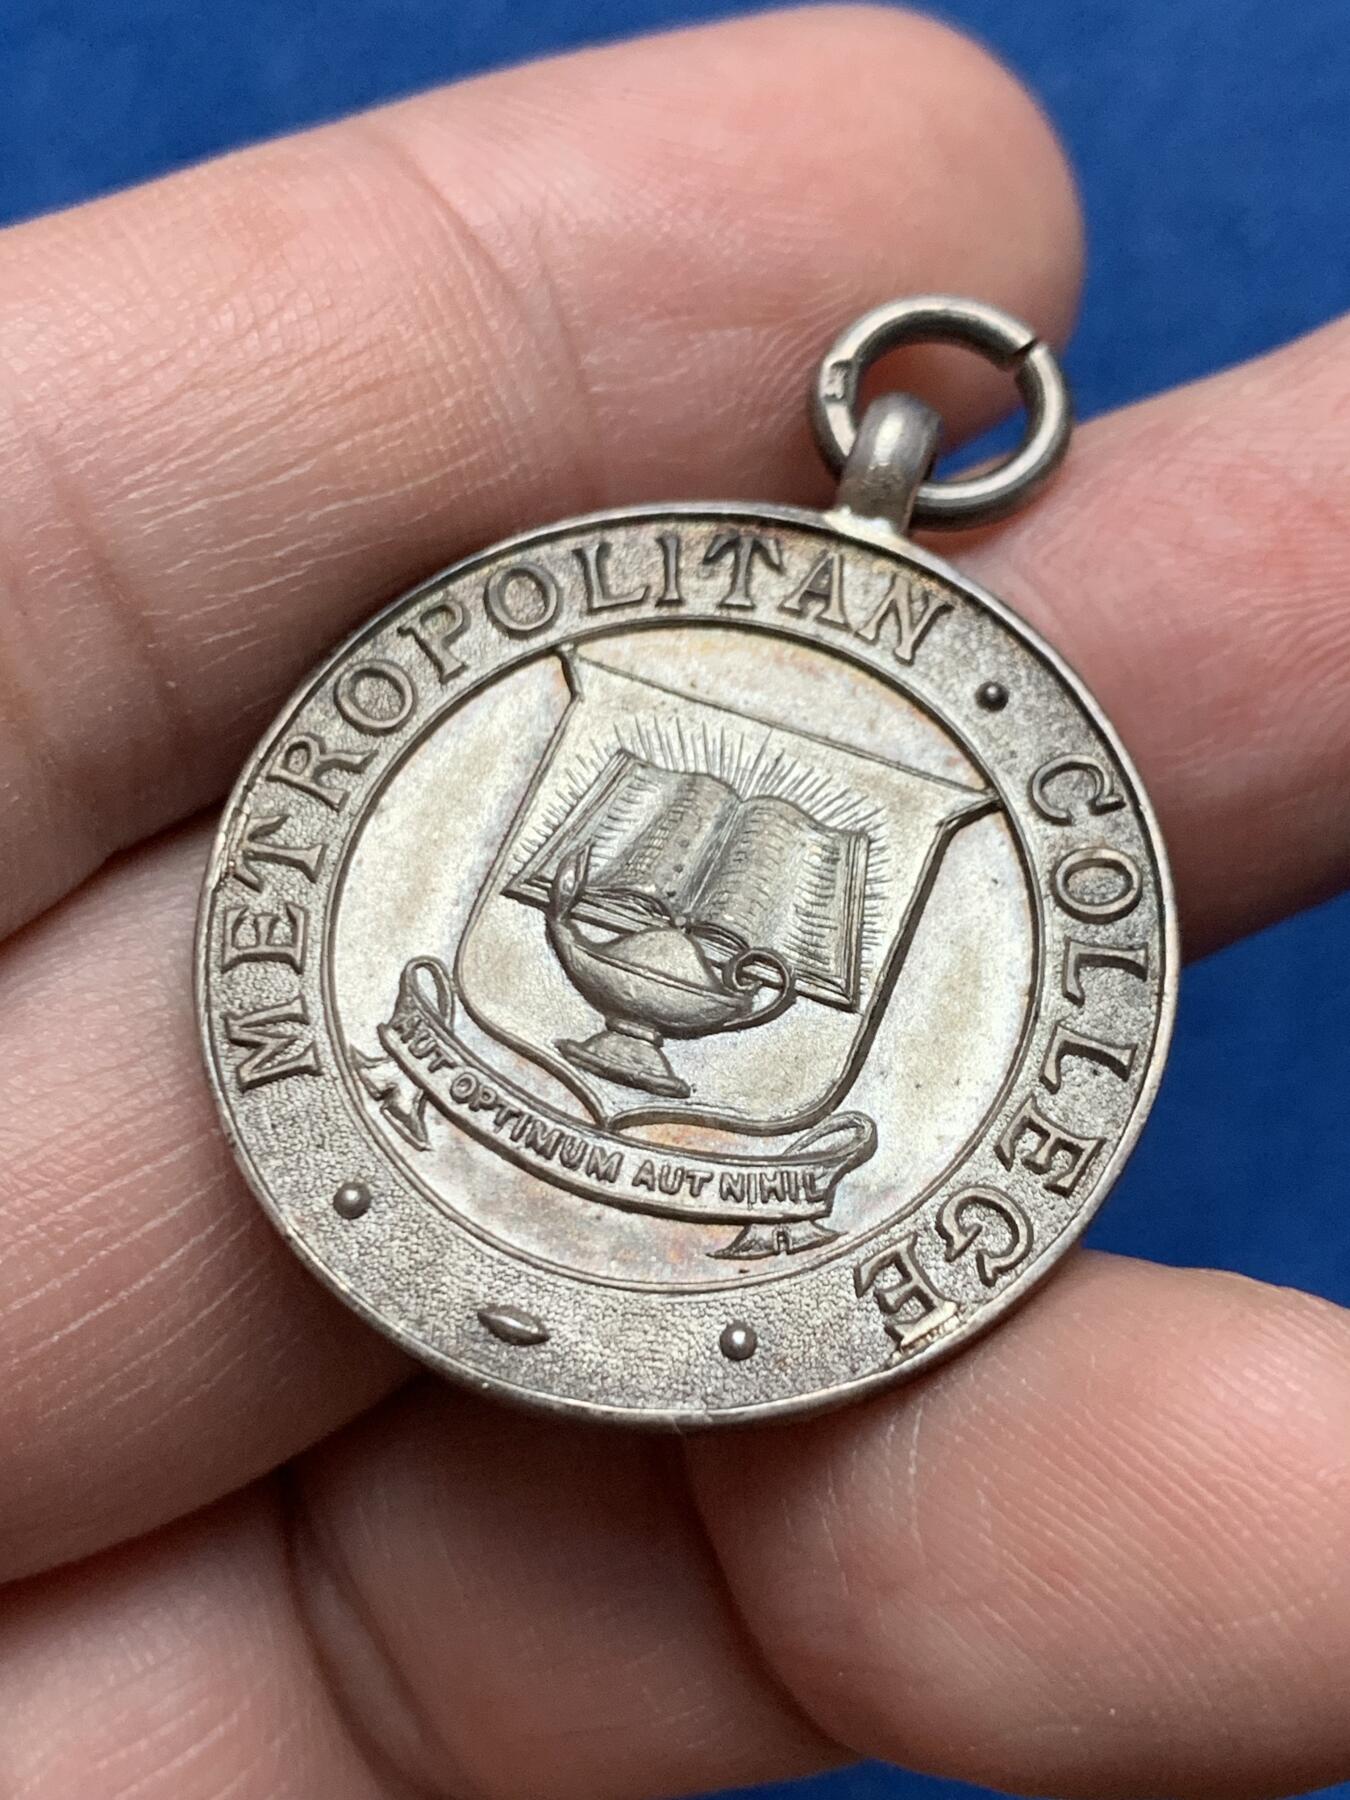 METROPOLITAN · COLLEGE
AUT OPTIMUM AUT NIHIL